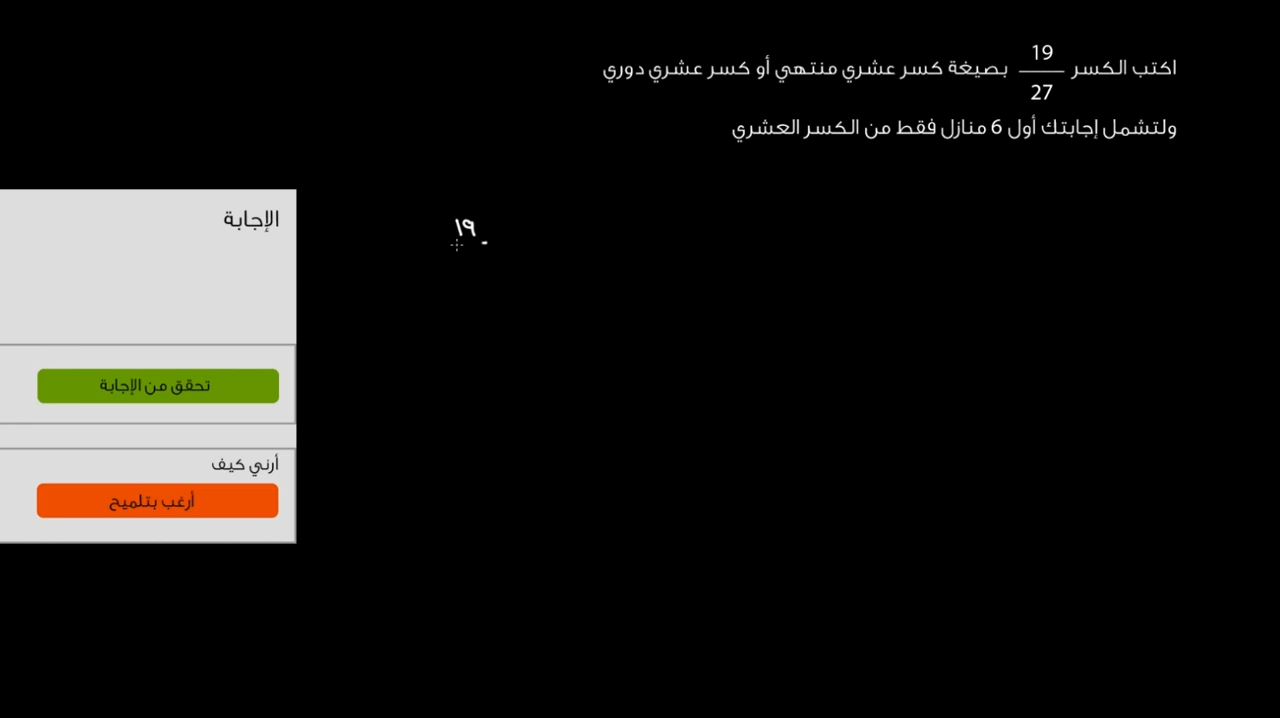 اكتب الكسر 19/27 بصيغة كسر عشري منتهي أو كسر عشري دوري
ولتشمل إجابتك أول 6 منازل فقط من الكسر العشري
١٩
الإجابة
تحقق من الإجابة
أرني كيف
أرغب بتلميح